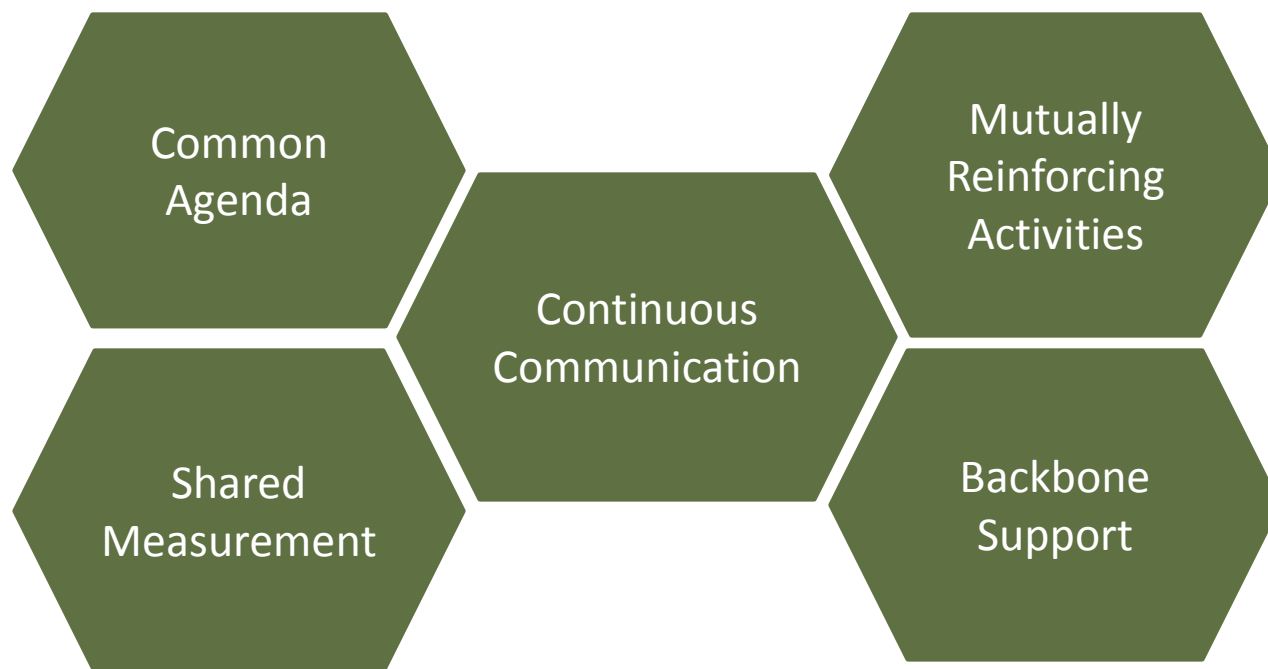 Common
Agenda
Shared
Measurement
Continuous
Communication
Mutually
Reinforcing
Activities
Backbone
Support